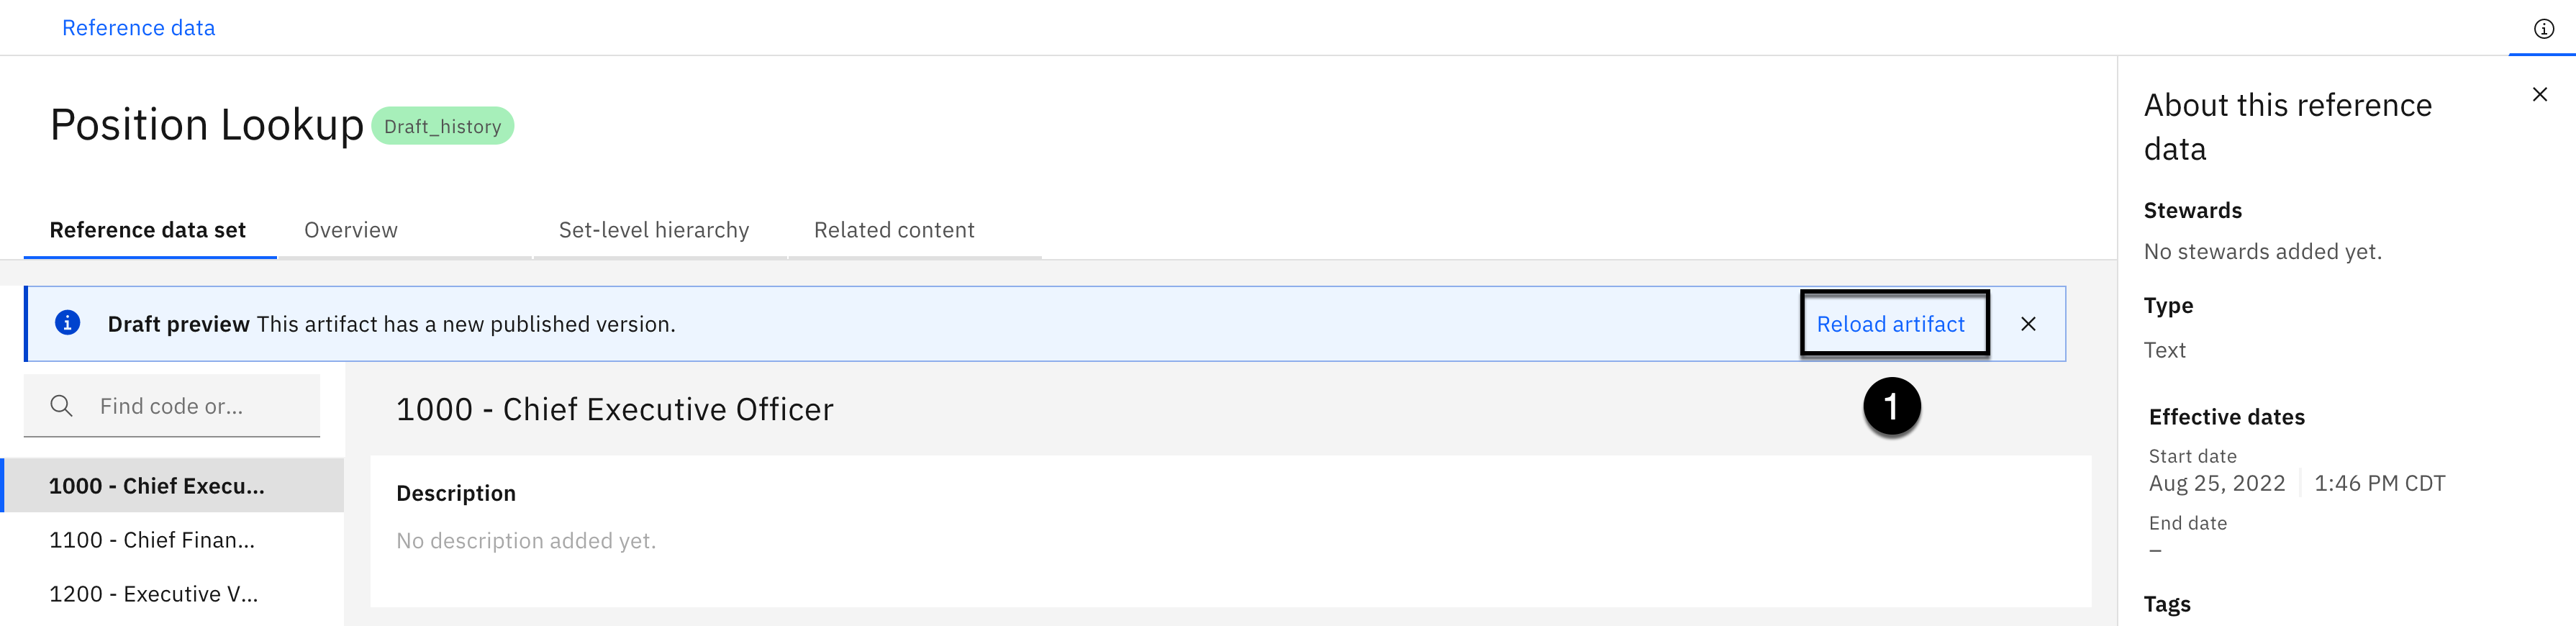 Reference data
Position Lookup Draft_history
Reference data set Overview Set-level hierarchy Related content
Draft preview This artifact has a new published version. Reload artifact
1
Find code or...
1000 - Chief Execu...
1100 - Chief Finan...
1200 - Executive V...
1000 - Chief Executive Officer
Description
No description added yet.
About this reference
data
Stewards
No stewards added yet.
Type
Text
Effective dates
Start date
Aug 25, 2022 1:46 PM CDT
End date
–
Tags